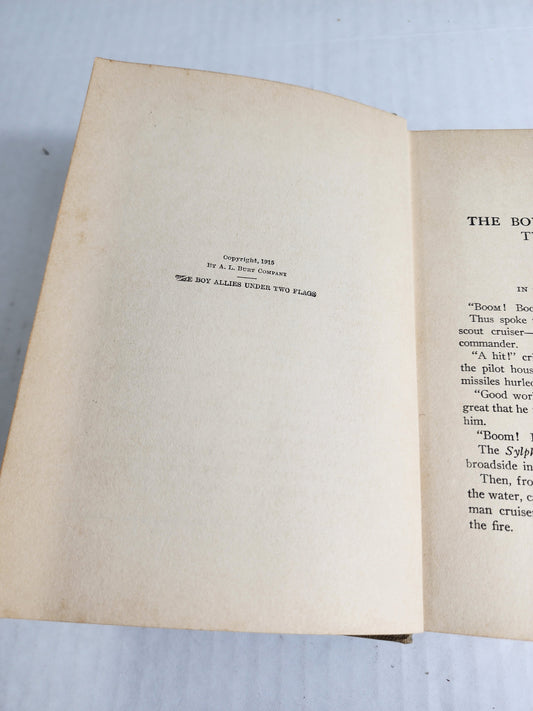 Copyright, 1915
BY A. L. BURT COMPANY
THE BOY ALLIES UNDER TWO FLAGS
THE BO
T
IN
"BOOM! Boo
Thus spoke
scout cruiser—
commander.
"A hit!" cr
the pilot hous
missiles hurled
"Good wor
great that he
him.
"Boom!
The Sylph
broadside in
Then, fro
the water, c
man cruise
the fire.